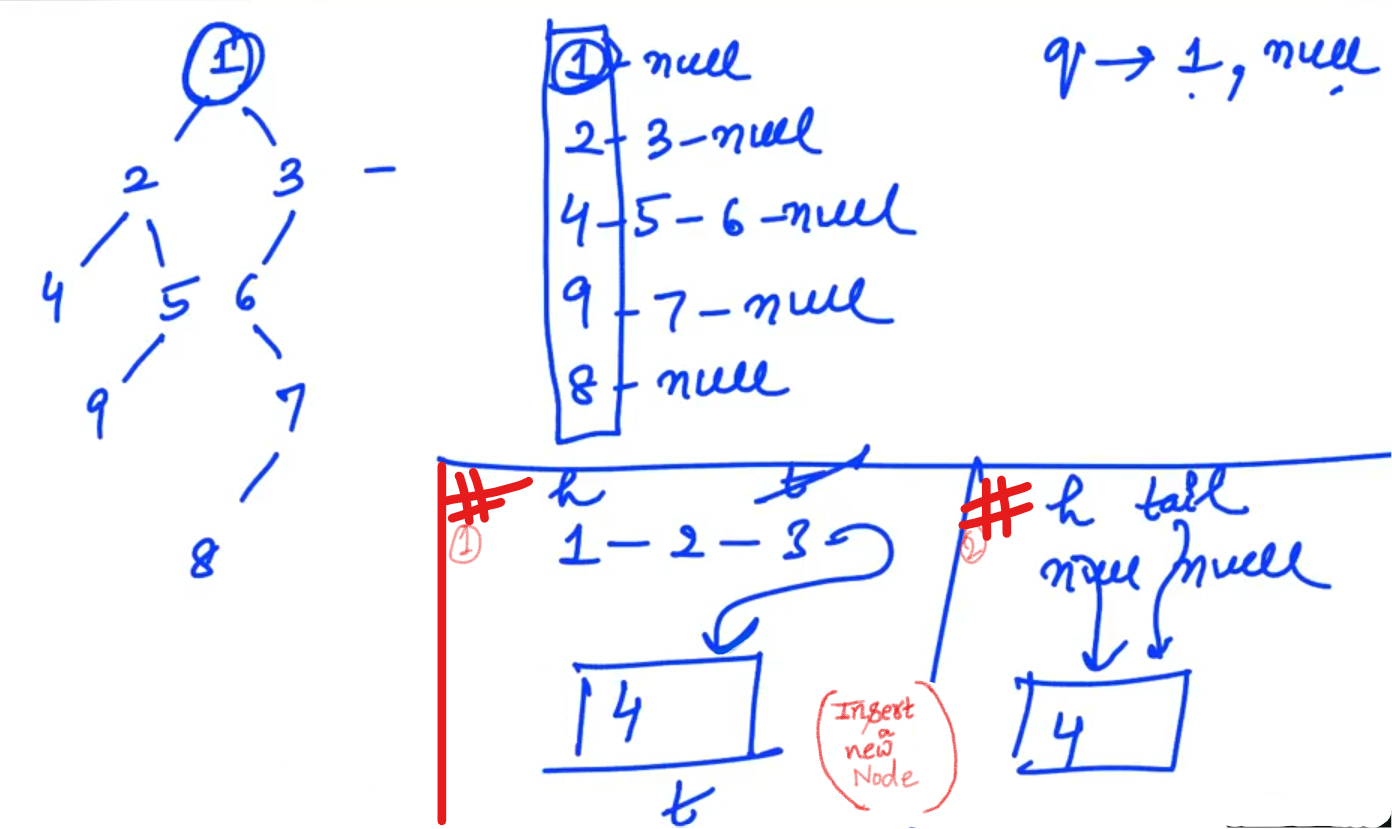 1
2 3 –
4 5 6
9 7
8
1 - null
2 - 3 - null
4 - 5 - 6 - null
9 - 7 - null
8 - null
q → 1, null
# h t
① 1 - 2 - 3
4
t
(Insert
a
new
Node)
# h tail
② null null
4